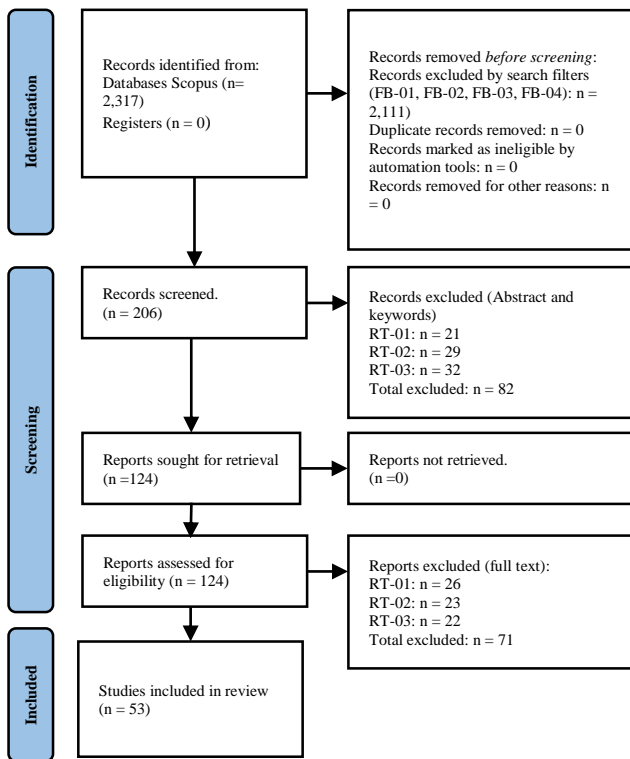 Identification
Records identified from:
Databases Scopus (n=
2,317)
Registers (n = 0)
Records removed before screening:
Records excluded by search filters
(FB-01, FB-02, FB-03, FB-04): n =
2,111)
Duplicate records removed: n = 0
Records marked as ineligible by
automation tools: n = 0
Records removed for other reasons: n
= 0
Screening
Records screened.
(n = 206)
Records excluded (Abstract and
keywords)
RT-01: n = 21
RT-02: n = 29
RT-03: n = 32
Total excluded: n = 82
Reports sought for retrieval
(n =124)
Reports not retrieved.
(n =0)
Reports assessed for
eligibility (n = 124)
Reports excluded (full text):
RT-01: n = 26
RT-02: n = 23
RT-03: n = 22
Total excluded: n = 71
Included
Studies included in review
(n = 53)